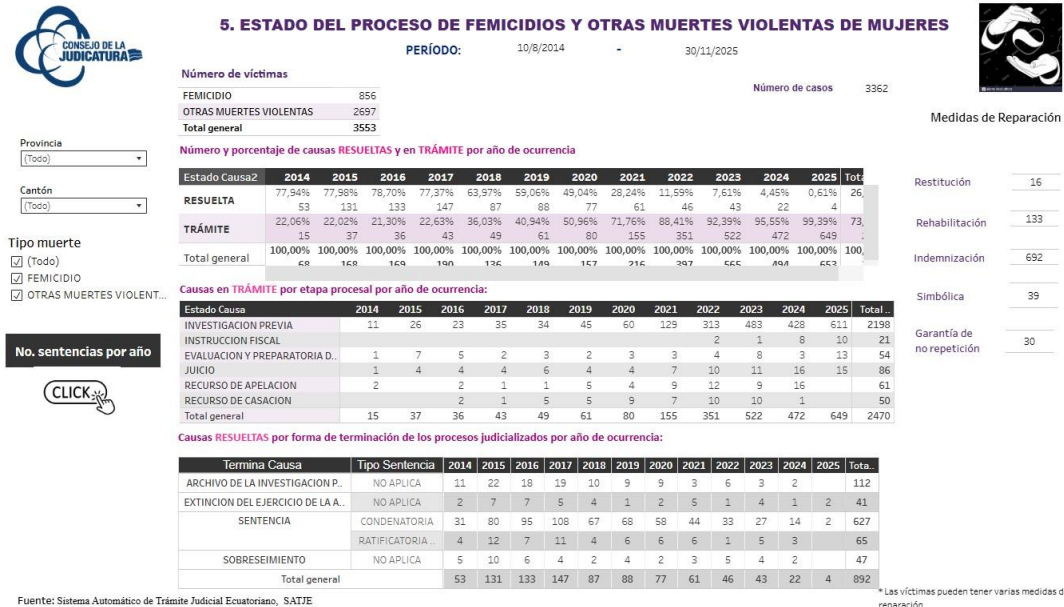 CONSEJO DE LA
JUDICATURA
5. ESTADO DEL PROCESO DE FEMICIDIOS Y OTRAS MUERTES VIOLENTAS DE MUJERES
PERÍODO: 10/8/2014 - 30/11/2025
Número de víctimas
FEMICIDIO 856
OTRAS MUERTES VIOLENTAS 2697
Total general 3553
Número de casos 3362
Medidas de Reparación
Provincia
(Todo)
Cantón
(Todo)
Tipo muerte
(Todo)
FEMICIDIO
OTRAS MUERTES VIOLENT...
No. sentencias por año
CLICK
Número y porcentaje de causas RESUELTAS y en TRÁMITE por año de ocurrencia
Estado Causa2 2014 2015 2016 2017 2018 2019 2020 2021 2022 2023 2024 2025 Tota
RESUELTA 77,94% 77,98% 78,70% 77,37% 63,97% 59,06% 49,04% 28,24% 11,59% 7,61% 4,45% 0,61% 26,
53 131 133 147 87 88 77 61 46 43 22 4
TRÁMITE 22,06% 22,02% 21,30% 22,63% 36,03% 40,94% 50,96% 71,76% 88,41% 92,39% 95,55% 99,39% 73,
15 37 36 43 49 61 80 155 351 522 472 649
Total general 100,00% 100,00% 100,00% 100,00% 100,00% 100,00% 100,00% 100,00% 100,00% 100,00% 100,00% 100,00% 100,
68 168 169 190 136 149 157 216 397 565 494 653
Restitución 16
Rehabilitación 133
Indemnización 692
Simbólica 39
Garantía de
no repetición 30
Causas en TRÁMITE por etapa procesal por año de ocurrencia:
Estado Causa 2014 2015 2016 2017 2018 2019 2020 2021 2022 2023 2024 2025 Total ..
INVESTIGACION PREVIA 11 26 23 35 34 45 60 129 313 483 428 611 2198
INSTRUCCION FISCAL 2 1 8 10 21
EVALUACION Y PREPARATORIA D.. 1 7 5 2 3 2 3 3 4 8 3 13 54
JUICIO 1 4 4 4 6 4 4 7 10 11 16 15 86
RECURSO DE APELACION 2 2 1 1 5 4 9 12 9 16 61
RECURSO DE CASACION 2 1 5 5 9 7 10 10 1 50
Total general 15 37 36 43 49 61 80 155 351 522 472 649 2470
Causas RESUELTAS por forma de terminación de los procesos judicializados por año de ocurrencia:
Termina Causa Tipo Sentencia 2014 2015 2016 2017 2018 2019 2020 2021 2022 2023 2024 2025 Tota..
ARCHIVO DE LA INVESTIGACION P.. NO APLICA 11 22 18 19 10 9 9 3 6 3 2 112
EXTINCION DEL EJERCICIO DE LA A.. NO APLICA 2 7 7 5 4 1 2 5 1 4 1 2 41
SENTENCIA CONDENATORIA 31 80 95 108 67 68 58 44 33 27 14 2 627
RATIFICATORIA .. 4 12 7 11 4 6 6 6 1 5 3 65
SOBRESEIMIENTO NO APLICA 5 10 6 4 2 4 2 3 5 4 2 47
Total general 53 131 133 147 87 88 77 61 46 43 22 4 892
Fuente: Sistema Automático de Trámite Judicial Ecuatoriano, SATJE
* Las víctimas pueden tener varias medidas d
reparación